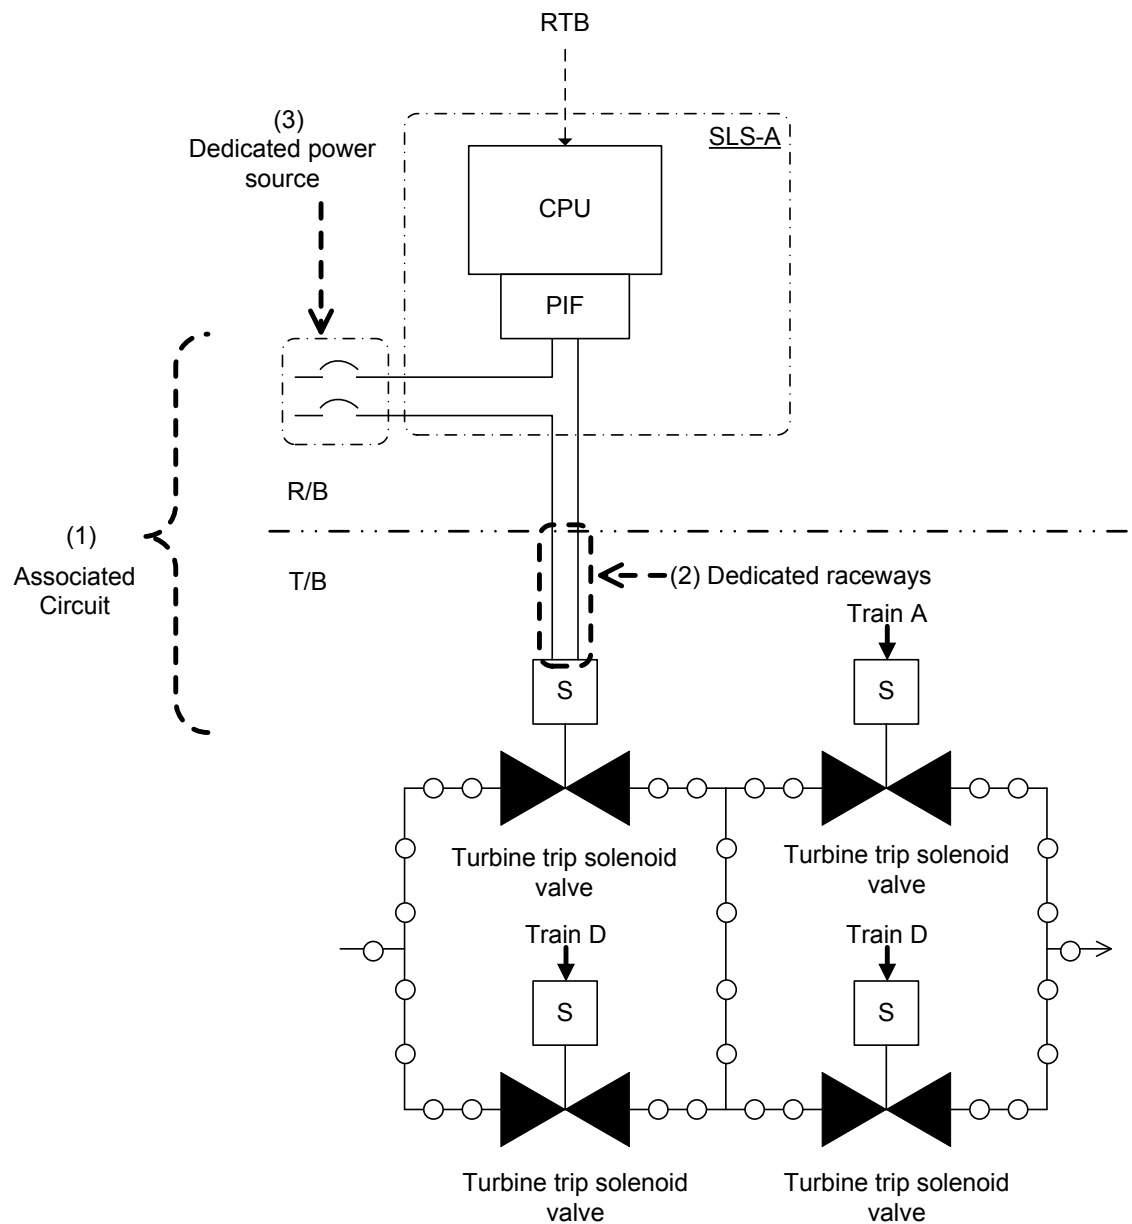 RTB
(3)
Dedicated power
source
SLS-A
CPU
PIF
R/B
(1)
Associated
Circuit
T/B
(2) Dedicated raceways
Train A
S
S
Turbine trip solenoid
valve
Turbine trip solenoid
valve
Train D
Train D
S
S
Turbine trip solenoid
valve
Turbine trip solenoid
valve